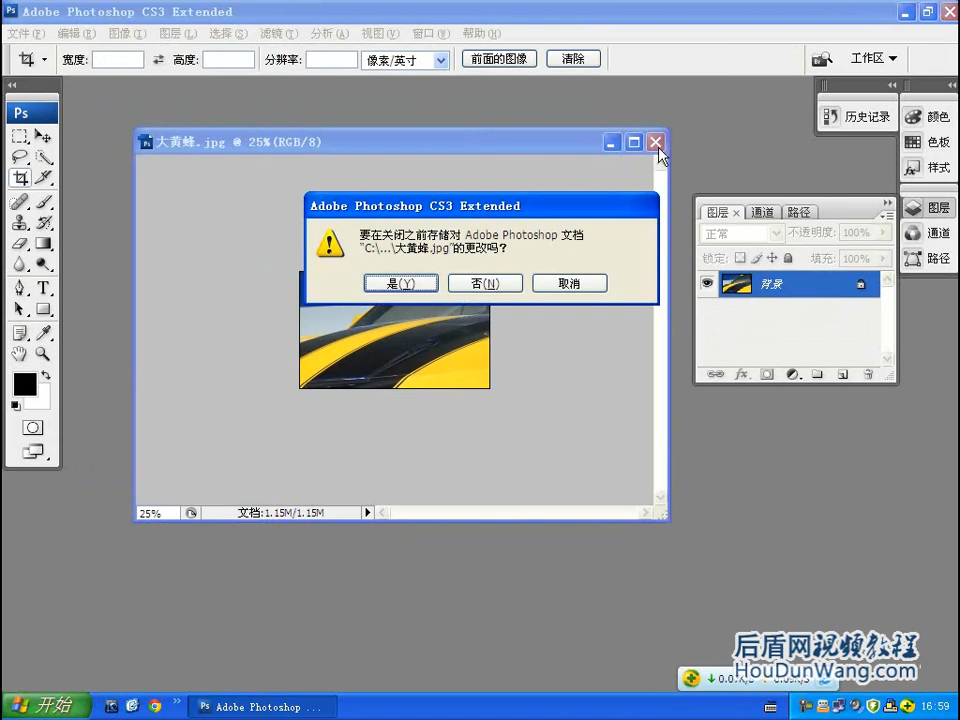 Ps Adobe Photoshop CS3 Extended
文件(F) 编辑(E) 图像(I) 图层(L) 选择(S) 滤镜(T) 分析(A) 视图(V) 窗口(W) 帮助(H)
宽度: 高度: 分辨率: 像素/英寸 前面的图像 清除 工作区
Ps
历史记录
颜色
色板
样式
图层
通道
路径
大黄蜂.jpg @ 25%(RGB/8)
Adobe Photoshop CS3 Extended
要在关闭之前存储对 Adobe Photoshop 文档
“C:\...\大黄蜂.jpg”的更改吗?
是(Y) 否(N) 取消
图层 × 通道 路径
正常 不透明度: 100%
锁定: 填充: 100%
背景
25% 文档:1.15M/1.15M
后盾网视频教程
HouDunWang.com
开始 Ps Adobe Photoshop ... 16:59